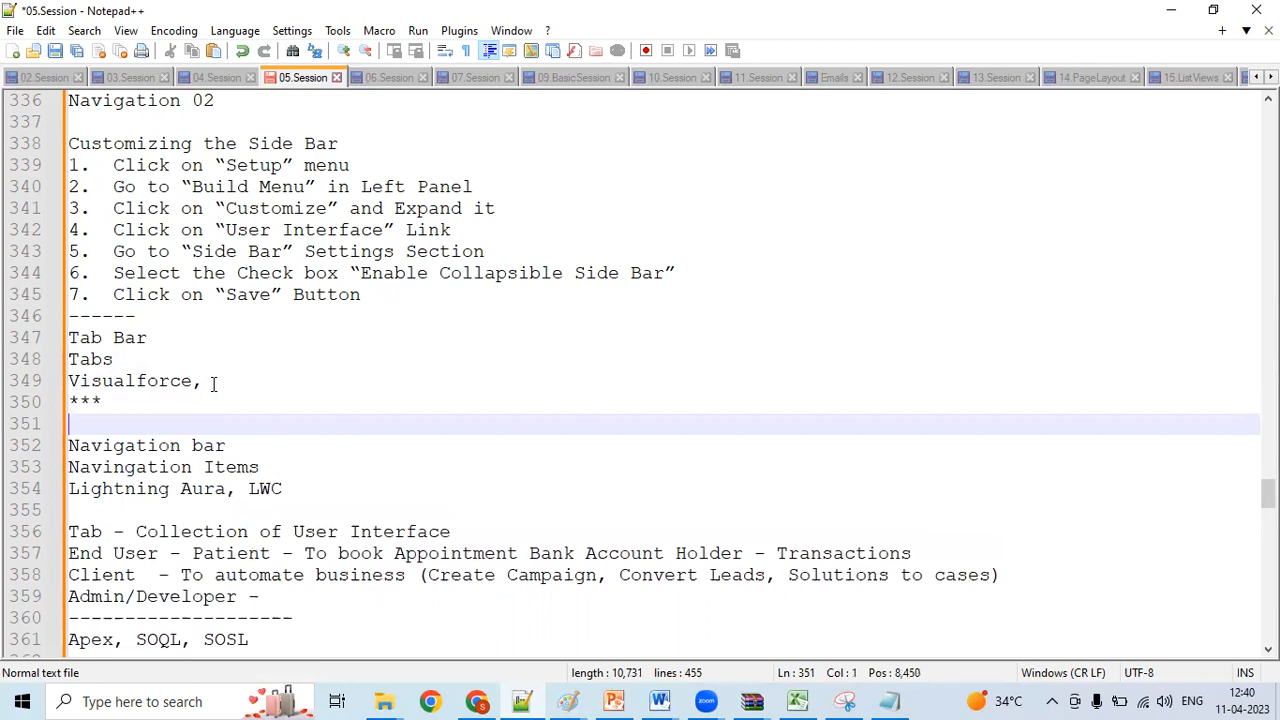 *05.Session - Notepad++
File Edit Search View Encoding Language Settings Tools Macro Run Plugins Window ?
02.Session 03.Session 04.Session 05.Session 06.Session 07.Session 09.BasicSession 10.Session 11.Session Emails 12.Session 13.Session 14.PageLayout 15.ListViews
336 Navigation 02
337
338 Customizing the Side Bar
339 1. Click on “Setup” menu
340 2. Go to “Build Menu” in Left Panel
341 3. Click on “Customize” and Expand it
342 4. Click on “User Interface” Link
343 5. Go to “Side Bar” Settings Section
344 6. Select the Check box “Enable Collapsible Side Bar”
345 7. Click on “Save” Button
346 ------
347 Tab Bar
348 Tabs
349 Visualforce,
350 ***
351
352 Navigation bar
353 Navingation Items
354 Lightning Aura, LWC
355
356 Tab - Collection of User Interface
357 End User - Patient - To book Appointment Bank Account Holder - Transactions
358 Client - To automate business (Create Campaign, Convert Leads, Solutions to cases)
359 Admin/Developer -
360 --------------------
361 Apex, SOQL, SOSL
Normal text file length : 10,731 lines : 455 Ln : 351 Col : 1 Pos : 8,450 Windows (CR LF) UTF-8 INS
Type here to search 34°C ENG 12:40
11-04-2023